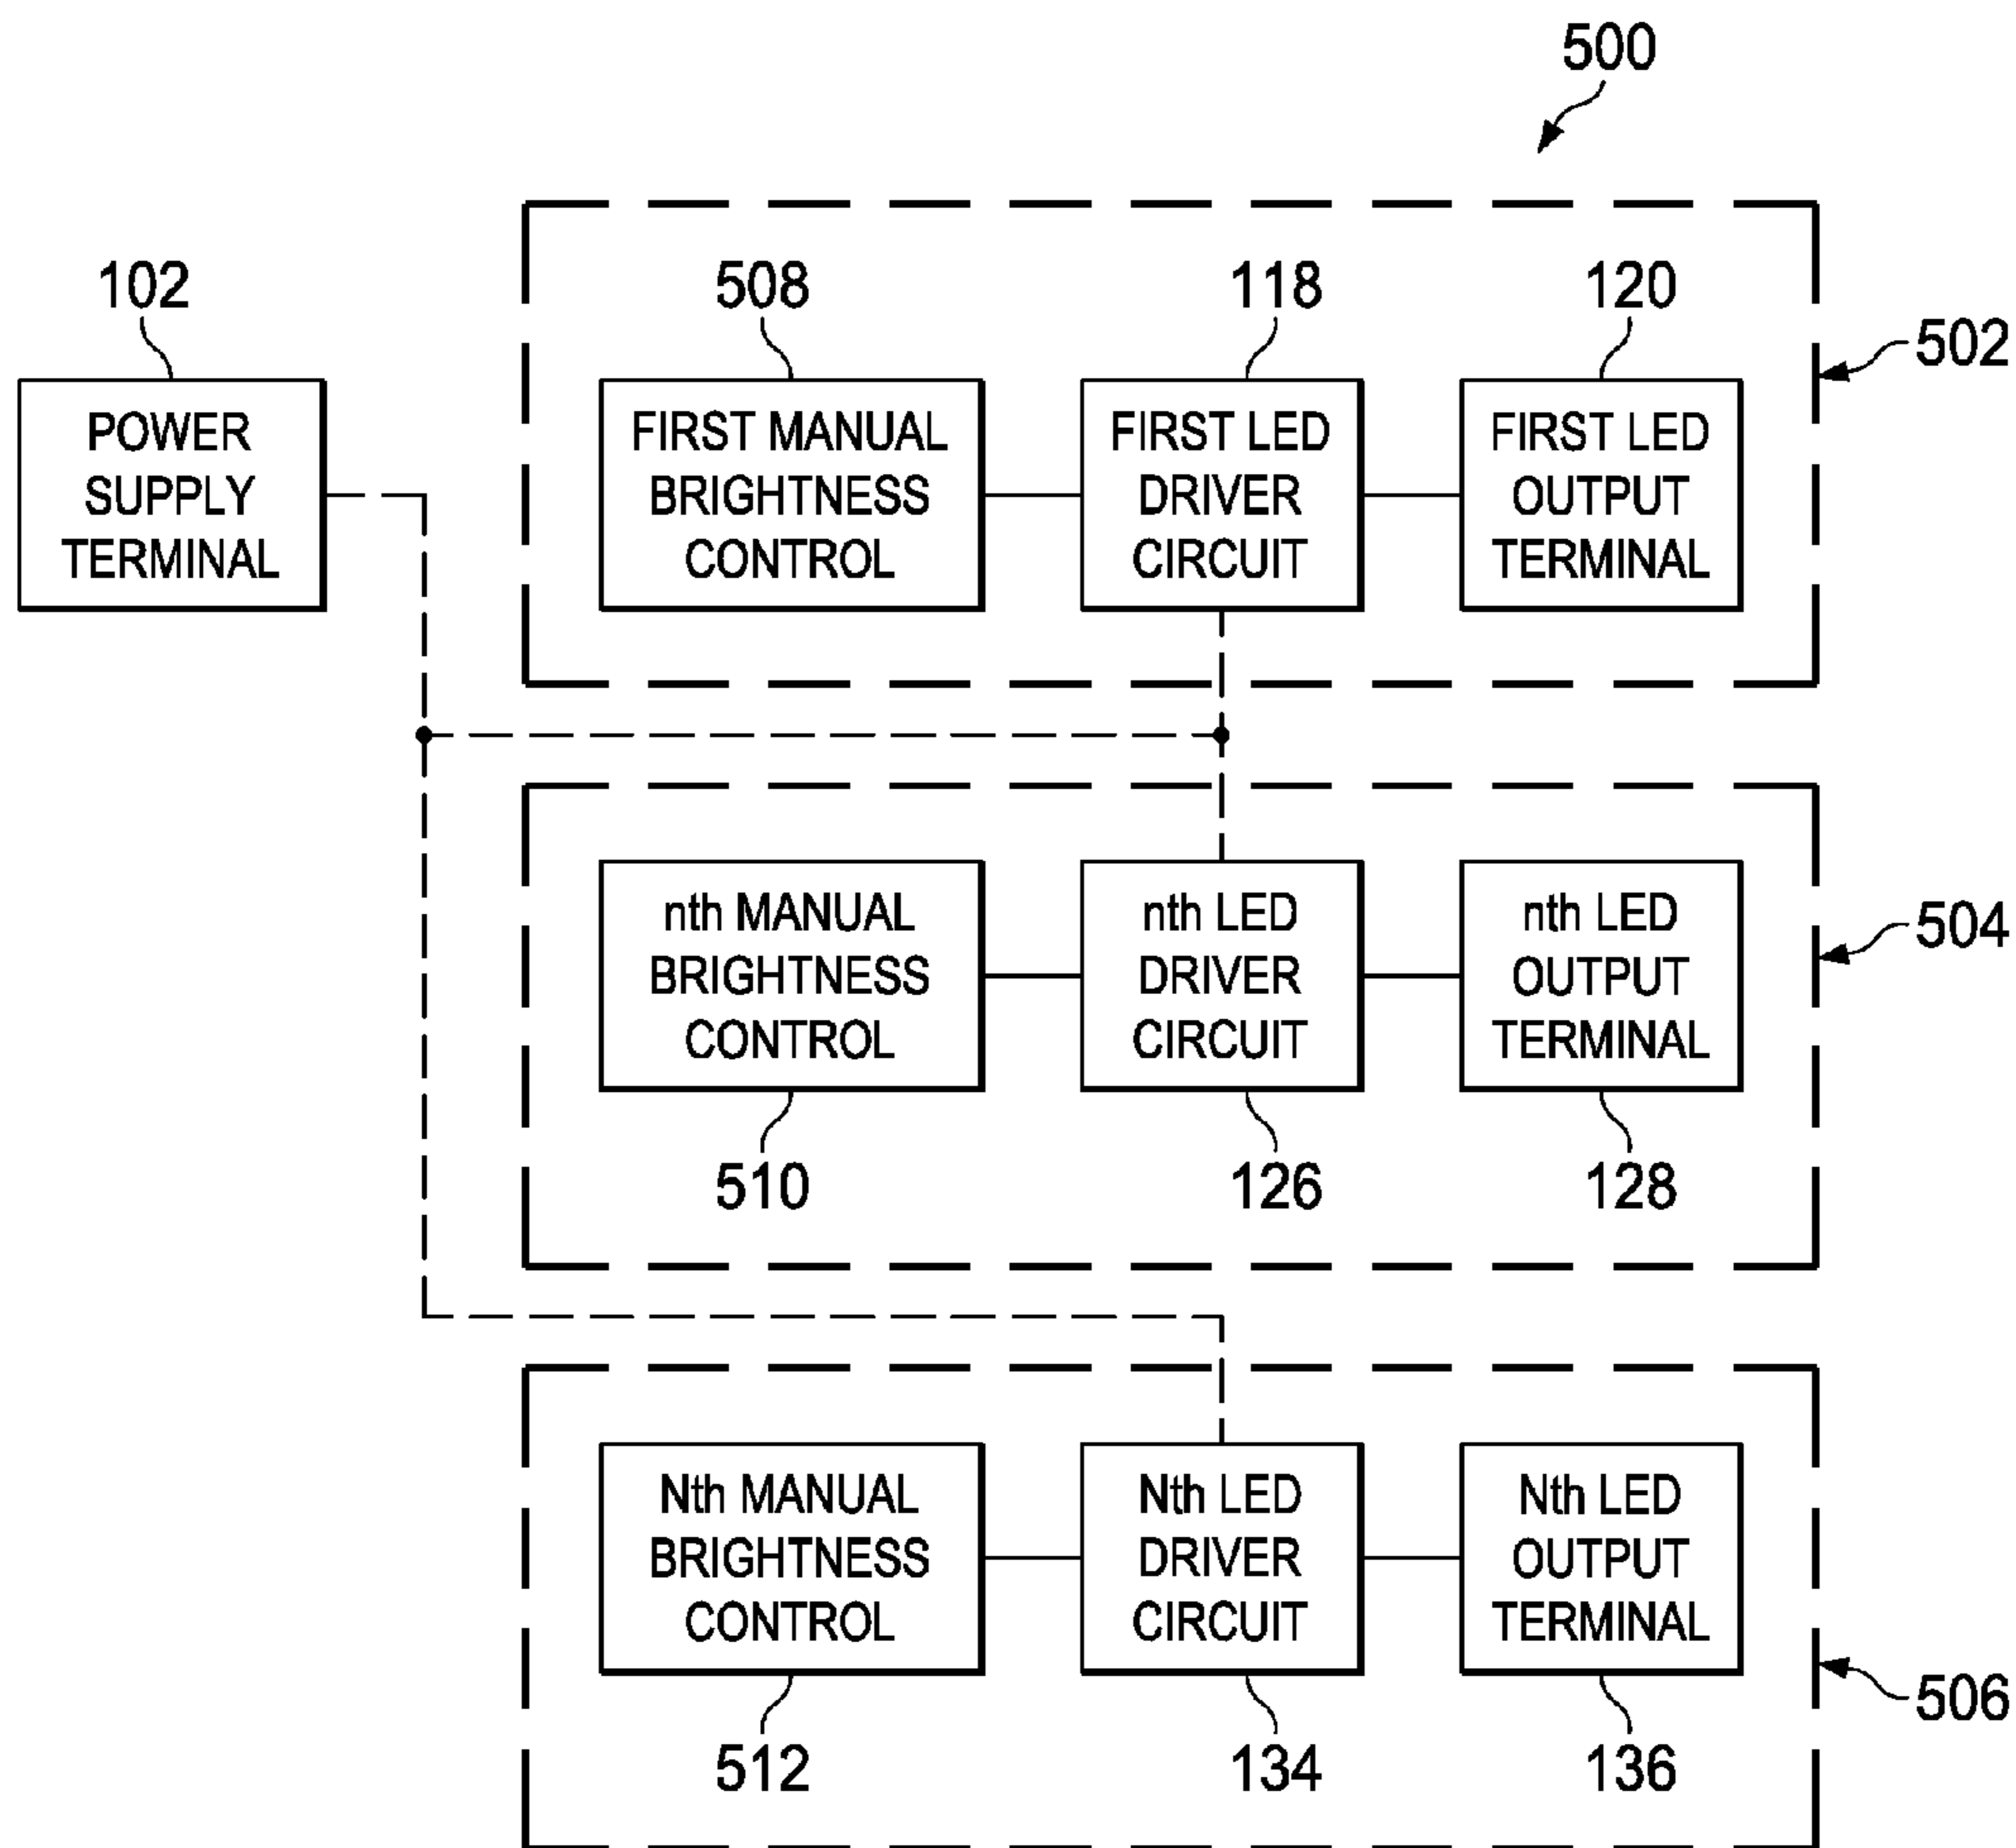 500
102
508
118
120
502
POWER
SUPPLY
TERMINAL
FIRST MANUAL
BRIGHTNESS
CONTROL
FIRST LED
DRIVER
CIRCUIT
FIRST LED
OUTPUT
TERMINAL
nth MANUAL
BRIGHTNESS
CONTROL
nth LED
DRIVER
CIRCUIT
nth LED
OUTPUT
TERMINAL
504
510
126
128
Nth MANUAL
BRIGHTNESS
CONTROL
Nth LED
DRIVER
CIRCUIT
Nth LED
OUTPUT
TERMINAL
506
512
134
136